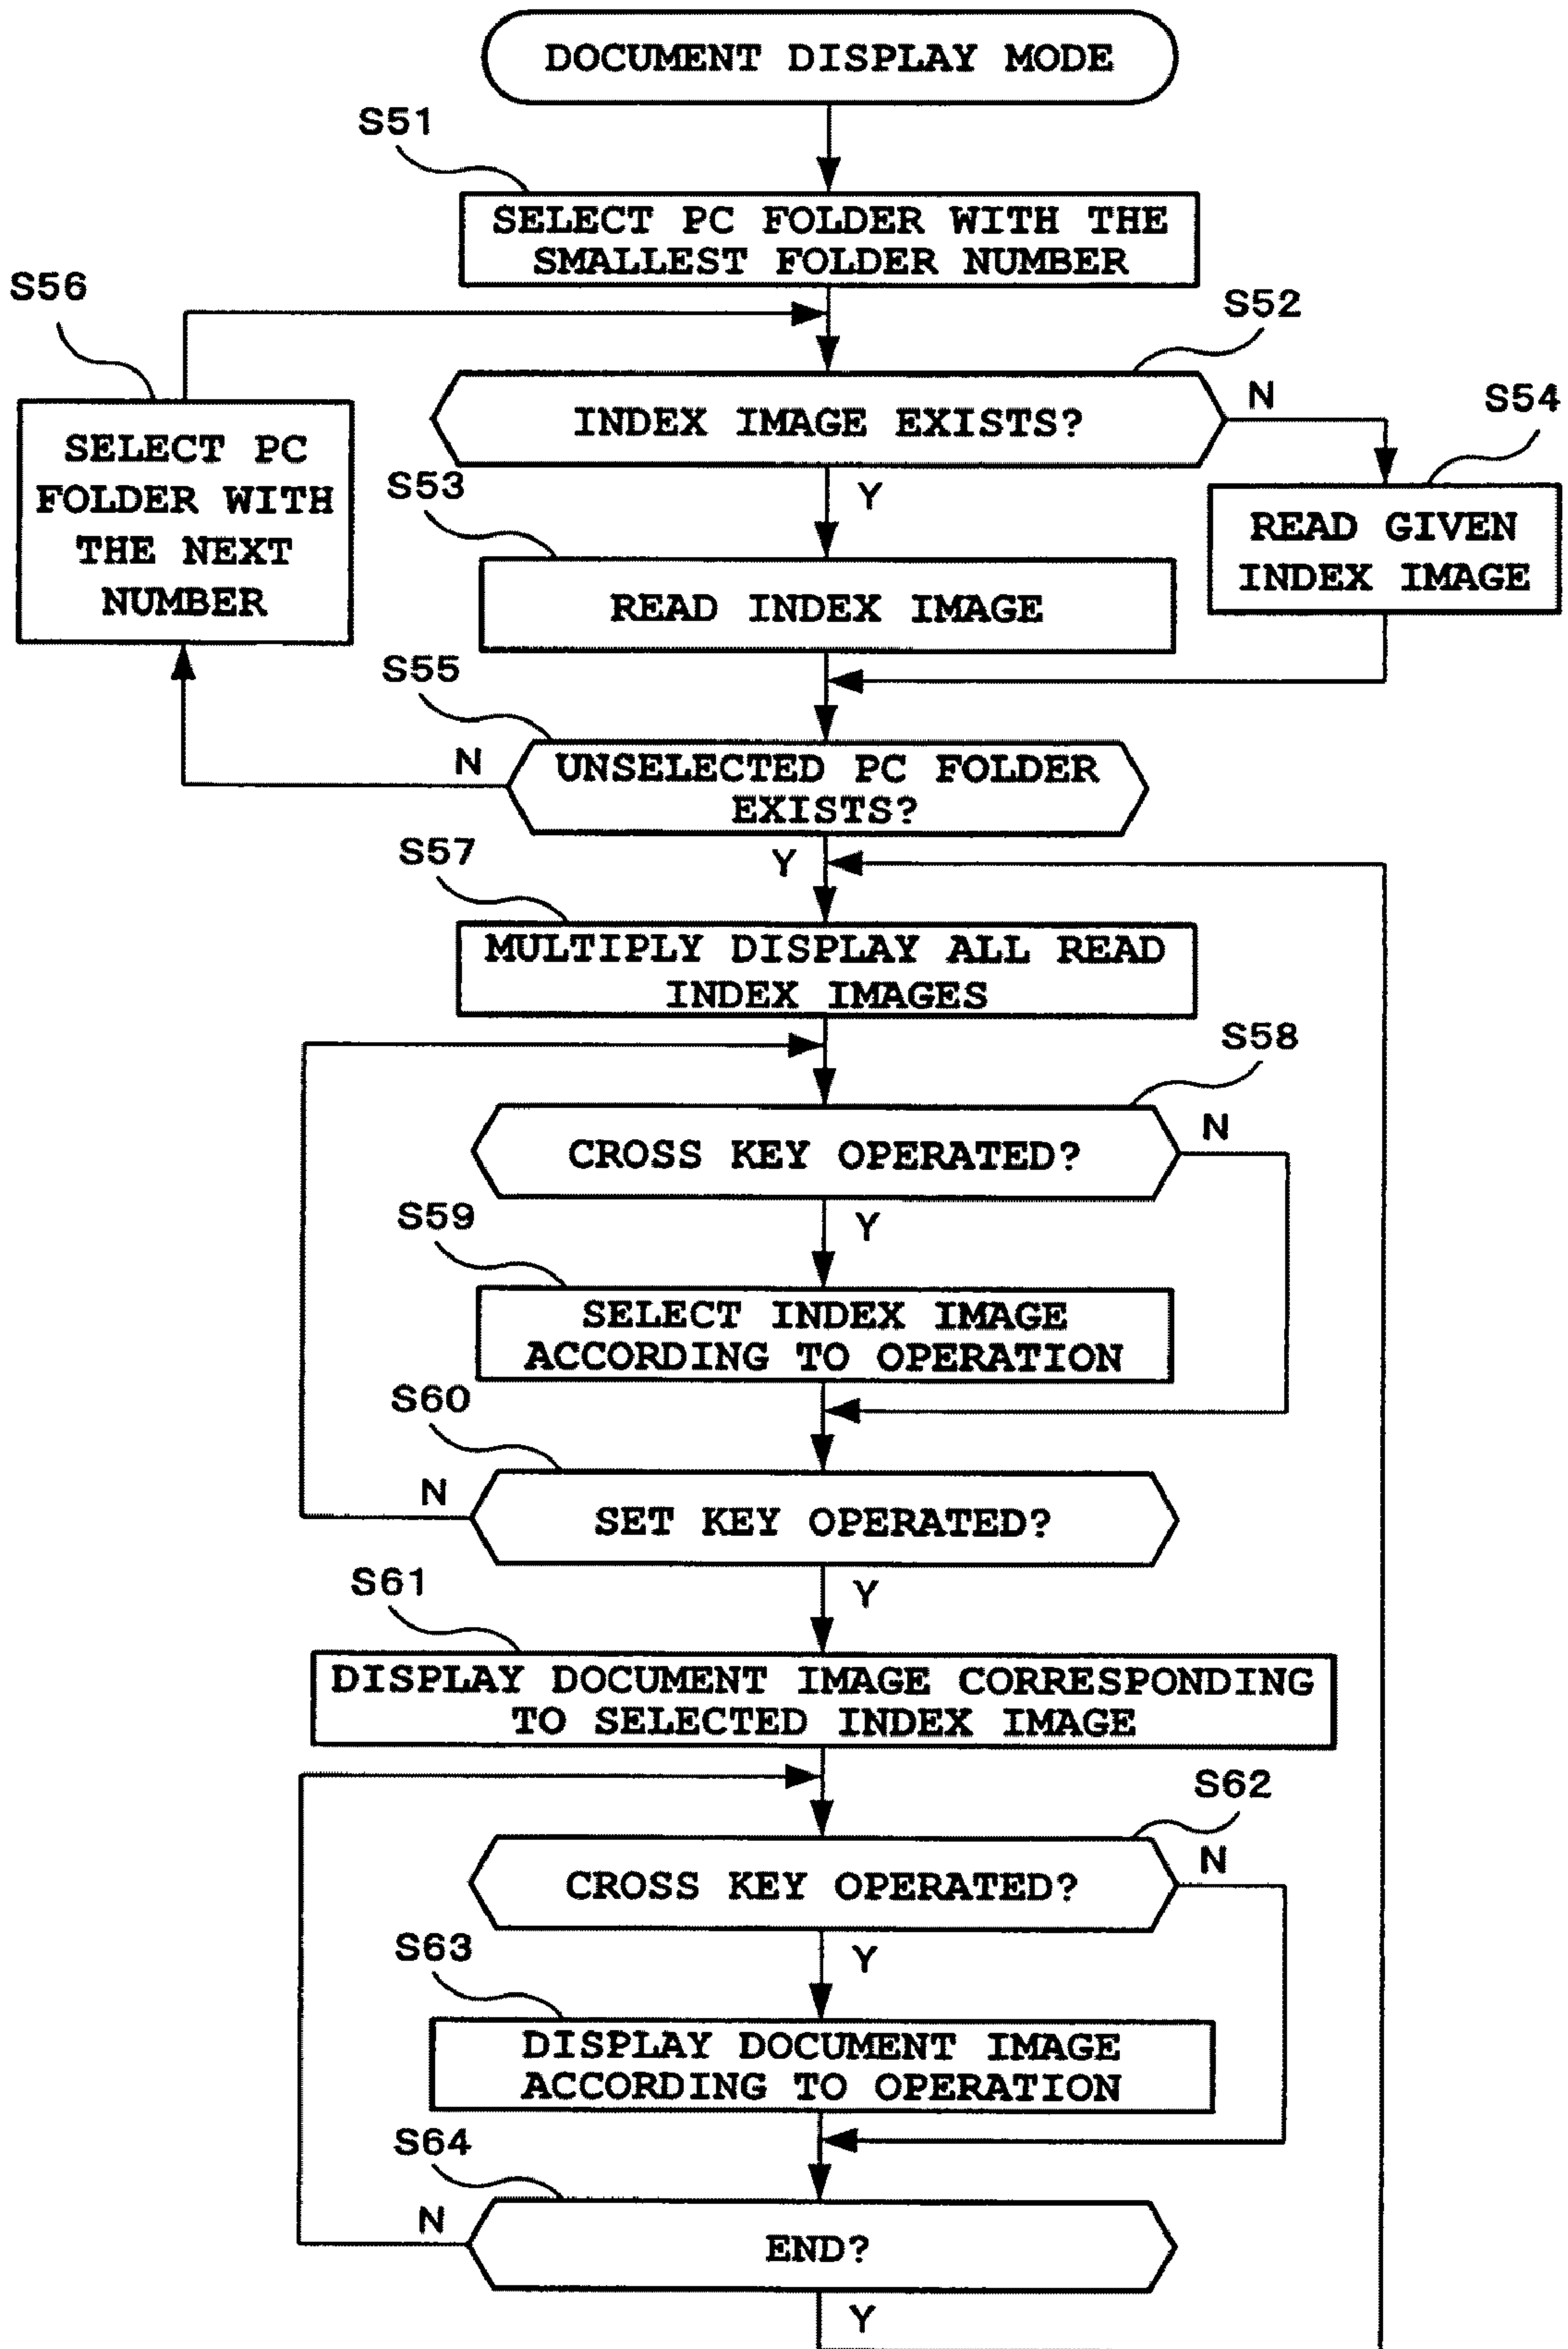 DOCUMENT DISPLAY MODE
S51
SELECT PC FOLDER WITH THE
SMALLEST FOLDER NUMBER
S56
S52
INDEX IMAGE EXISTS?
N
S54
SELECT PC
FOLDER WITH
THE NEXT
NUMBER
S53
Y
READ GIVEN
INDEX IMAGE
READ INDEX IMAGE
S55
N
UNSELECTED PC FOLDER
EXISTS?
S57
Y
MULTIPLY DISPLAY ALL READ
INDEX IMAGES
S58
CROSS KEY OPERATED?
N
S59
Y
SELECT INDEX IMAGE
ACCORDING TO OPERATION
S60
N
SET KEY OPERATED?
S61
Y
DISPLAY DOCUMENT IMAGE CORRESPONDING
TO SELECTED INDEX IMAGE
S62
CROSS KEY OPERATED?
N
S63
Y
DISPLAY DOCUMENT IMAGE
ACCORDING TO OPERATION
S64
N
END?
Y